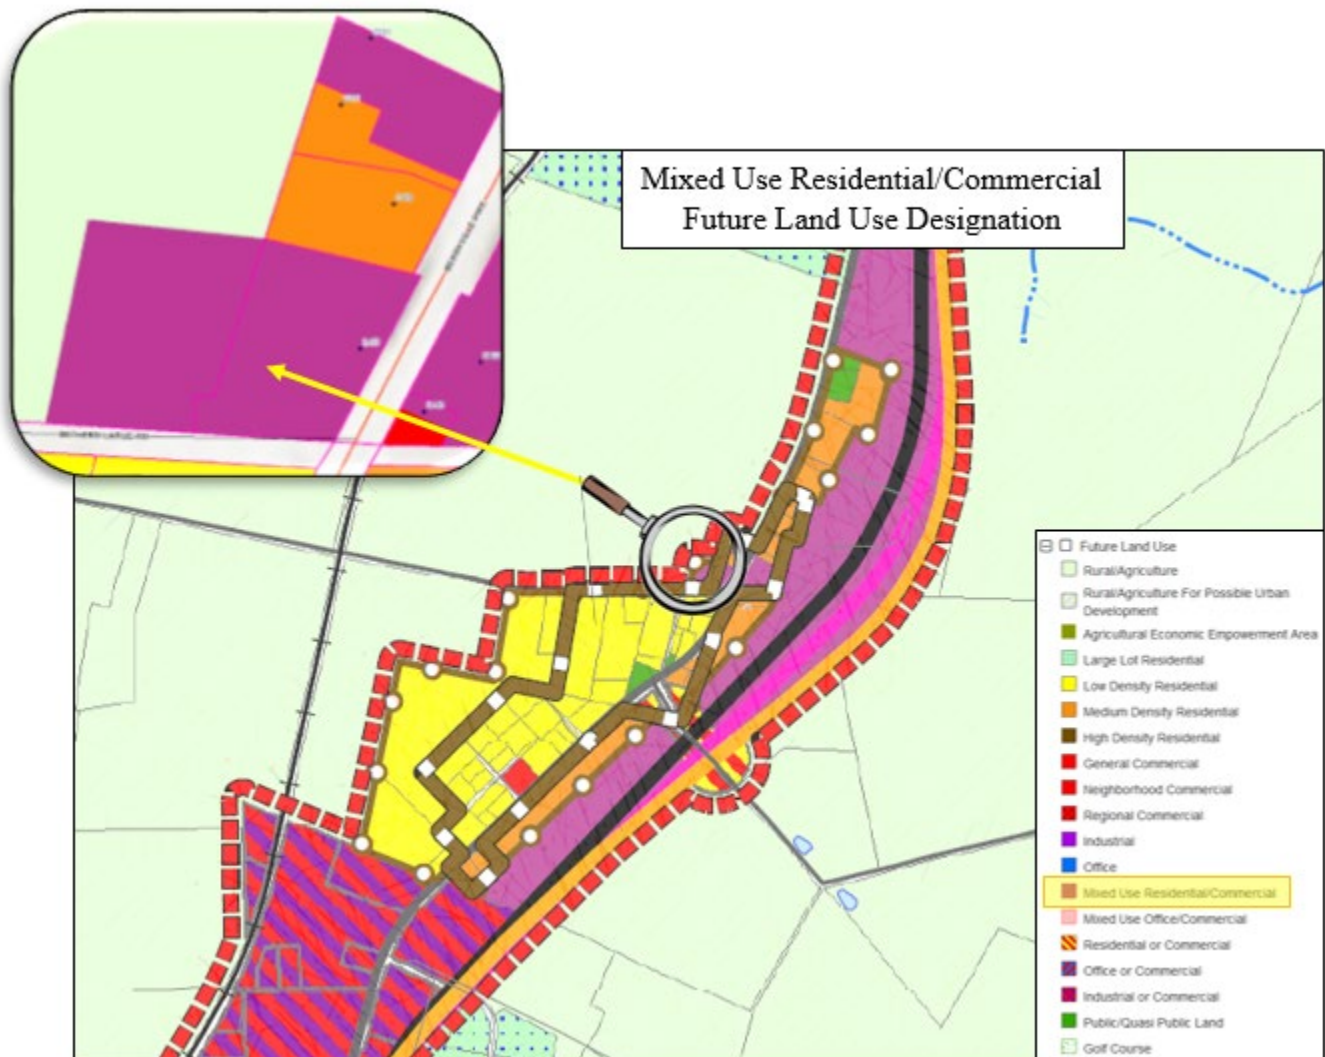 Mixed Use Residential/Commercial
Future Land Use Designation
Future Land Use
Rural/Agriculture
Rural/Agriculture For Possible Urban
Development
Agricultural Economic Empowerment Area
Large Lot Residential
Low Density Residential
Medium Density Residential
High Density Residential
General Commercial
Neighborhood Commercial
Regional Commercial
Industrial
Office
Mixed Use Residential/Commercial
Mixed Use Office/Commercial
Residential or Commercial
Office or Commercial
Industrial or Commercial
Public/Quasi Public Land
Golf Course